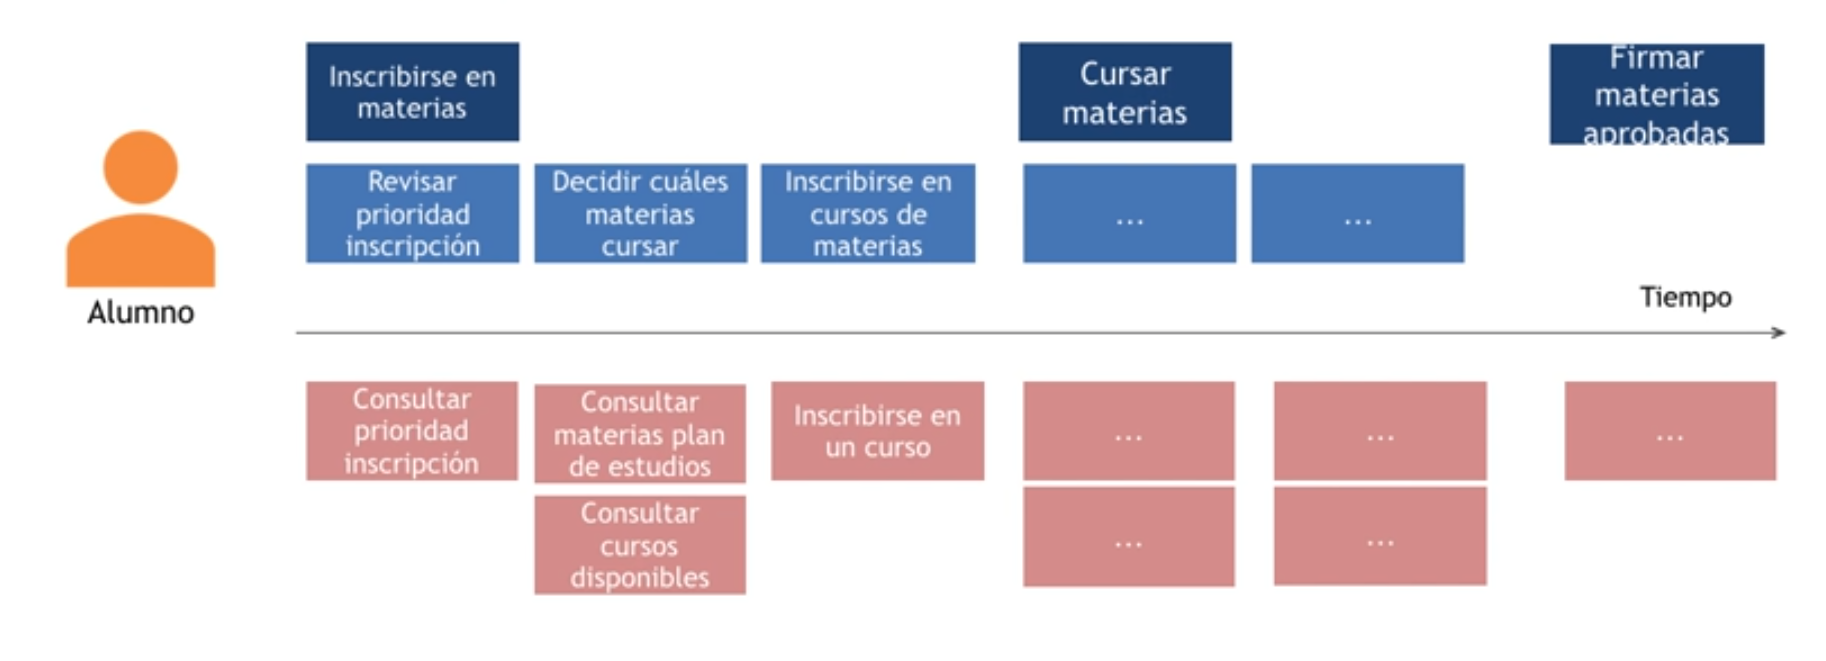 Inscribirse en
materias
Cursar
materias
Firmar
materias
aprobadas
Revisar
prioridad
inscripción
Decidir cuáles
materias
cursar
Inscribirse en
cursos de
materias
...
...
Alumno
Tiempo
Consultar
prioridad
inscripción
Consultar
materias plan
de estudios
Inscribirse en
un curso
...
...
...
Consultar
cursos
disponibles
...
...